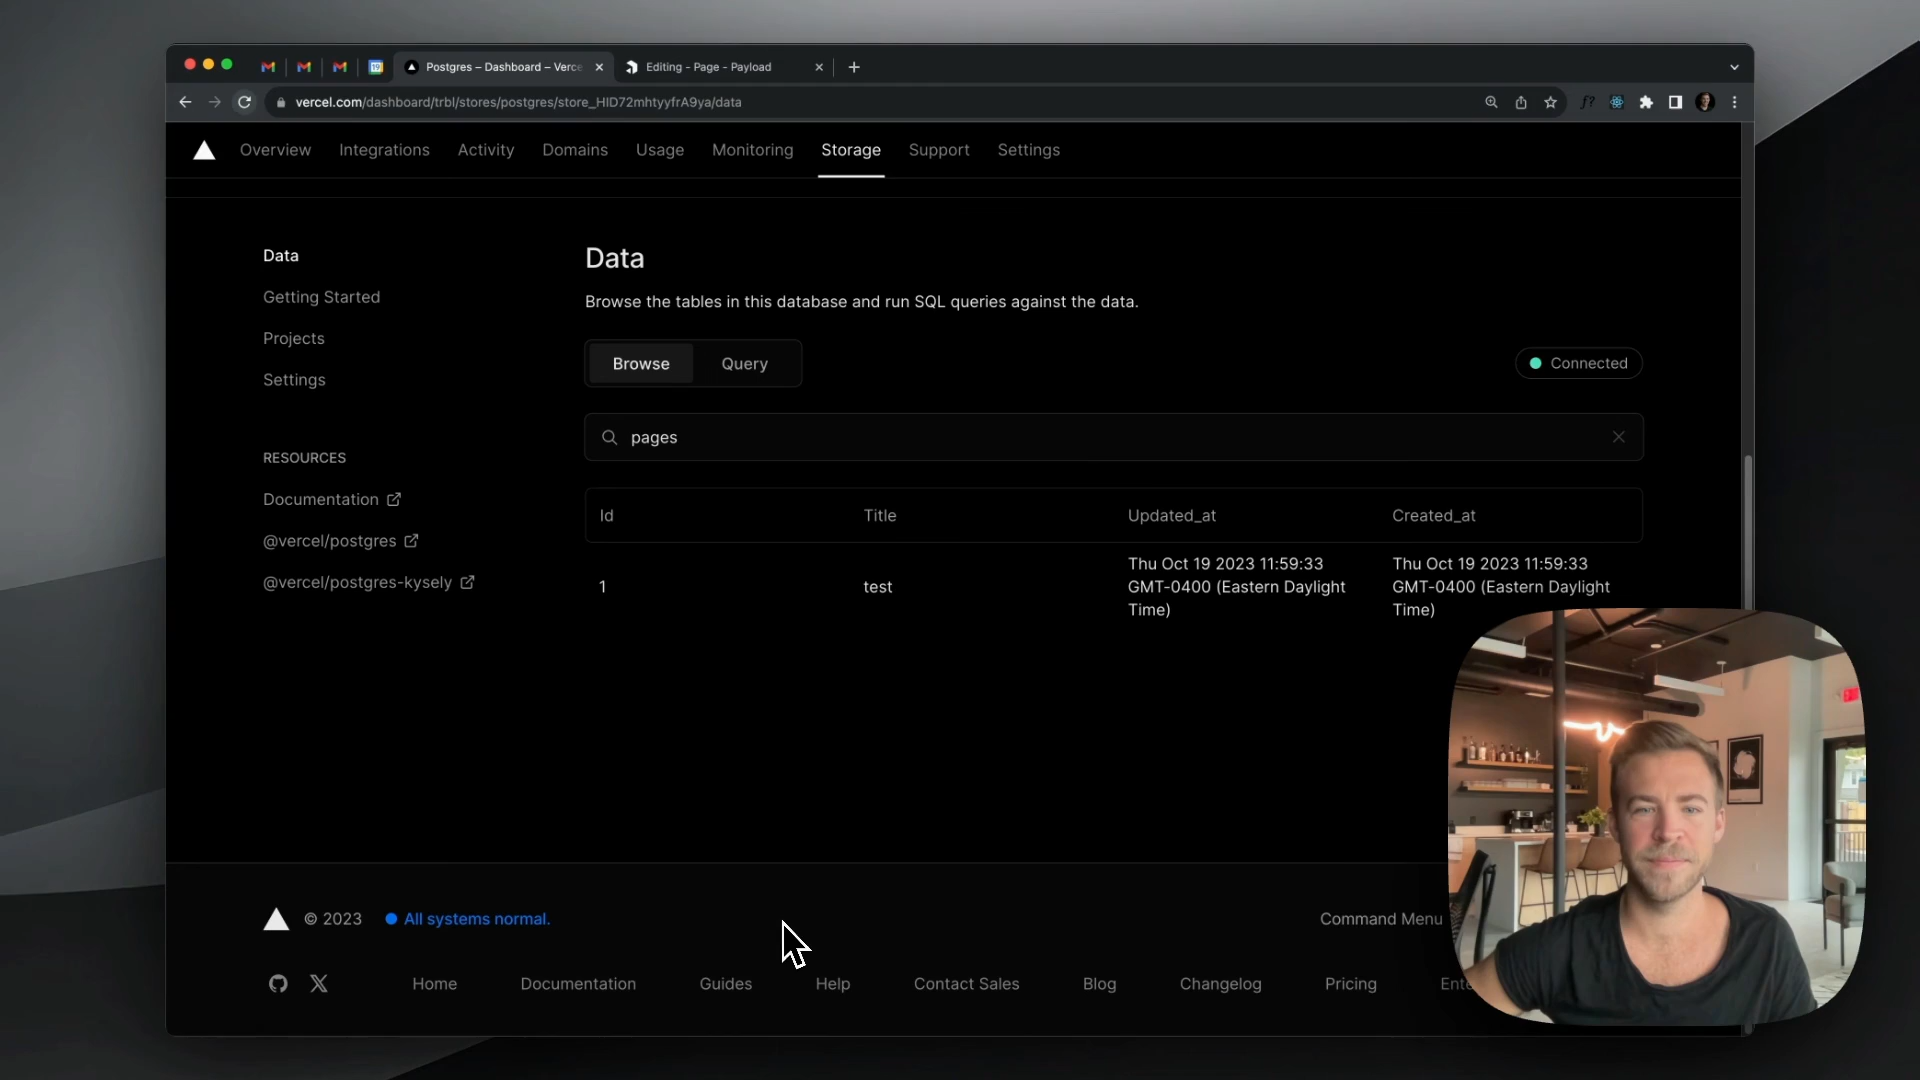 Postgres – Dashboard – Verce
Editing - Page - Payload
vercel.com/dashboard/trbl/stores/postgres/store_HID72mhtyyfrA9ya/data
Overview
Integrations
Activity
Domains
Usage
Monitoring
Storage
Support
Settings
Data
Getting Started
Projects
Settings
RESOURCES
Documentation
@vercel/postgres
@vercel/postgres-kysely
Data
Browse the tables in this database and run SQL queries against the data.
Browse
Query
Connected
pages
Id
Title
Updated_at
Created_at
1
test
Thu Oct 19 2023 11:59:33
GMT-0400 (Eastern Daylight
Time)
Thu Oct 19 2023 11:59:33
GMT-0400 (Eastern Daylight
Time)
© 2023
All systems normal.
Command Menu
Home
Documentation
Guides
Help
Contact Sales
Blog
Changelog
Pricing
Ente